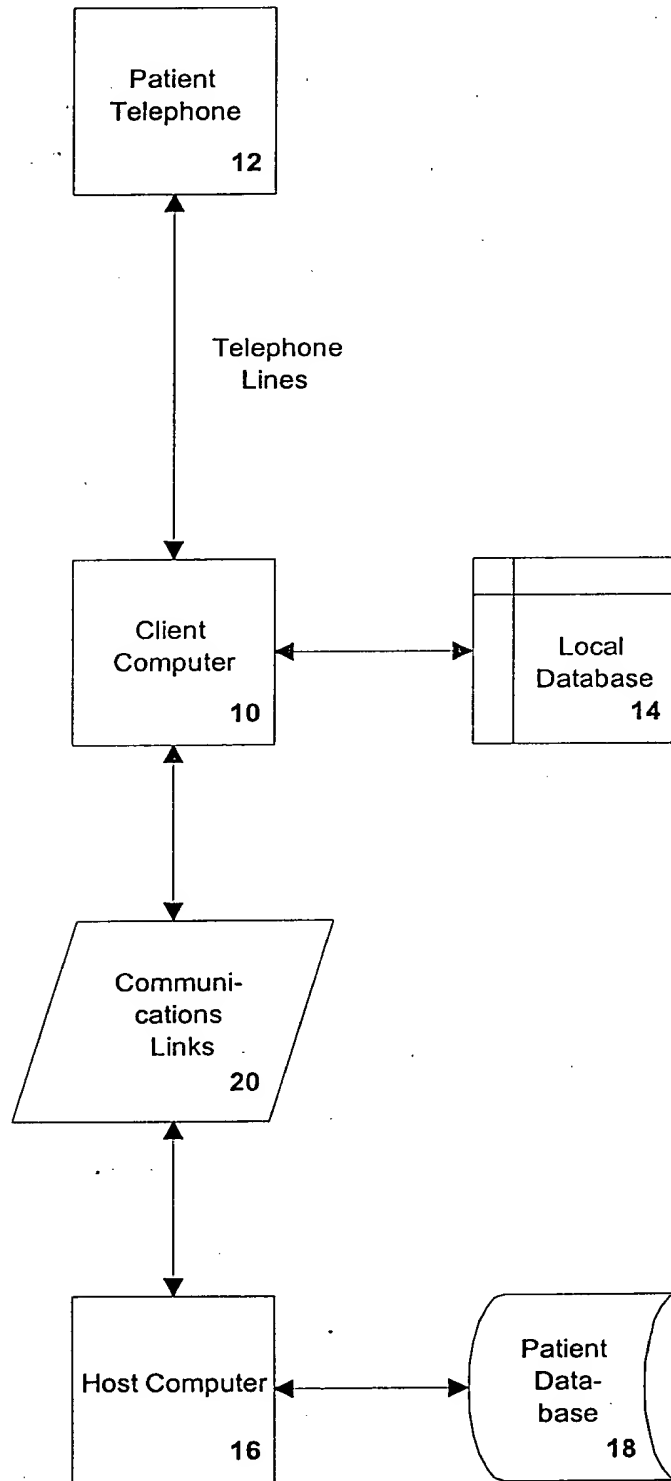 Patient
Telephone
12
Telephone
Lines
Client
Computer
10
Local
Database
14
Communi-
cations
Links
20
Host Computer
16
Patient
Data-
base
18